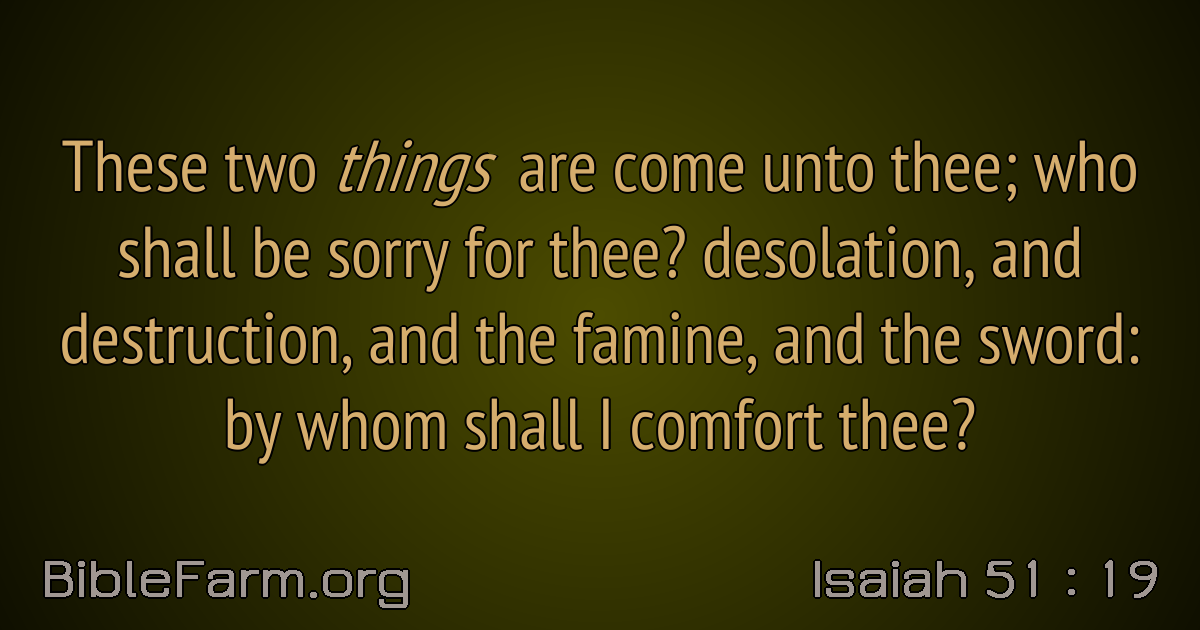 These two things are come unto thee; who
shall be sorry for thee? desolation, and
destruction, and the famine, and the sword:
by whom shall I comfort thee?
BibleFarm.org
Isaiah 51 : 19